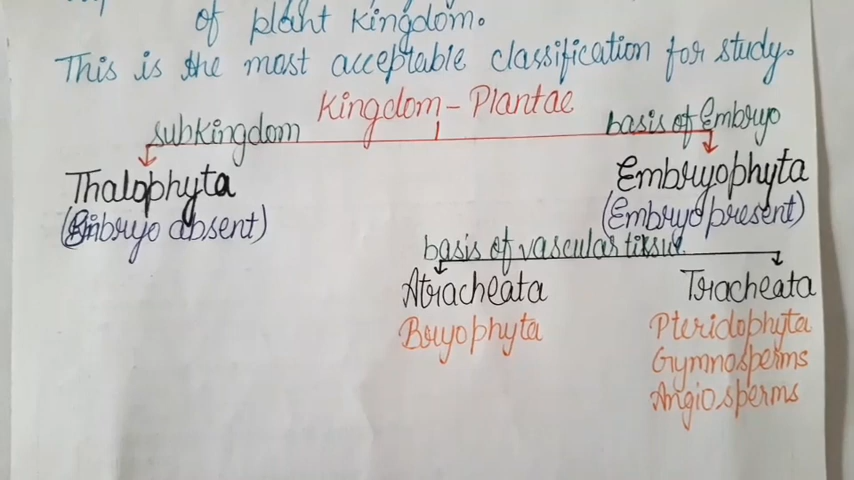 of plant Kingdom.
This is the most acceptable classification for study.
Kingdom - Plantae
subkingdom
basis of Embryo
Thalophyta
Embryophyta
(Embryo absent)
(Embryo present)
basis of vascular tissue.
Atracheata
Tracheata
Bryophyta
Pteridophyta
Gymnosperms
Angiosperms